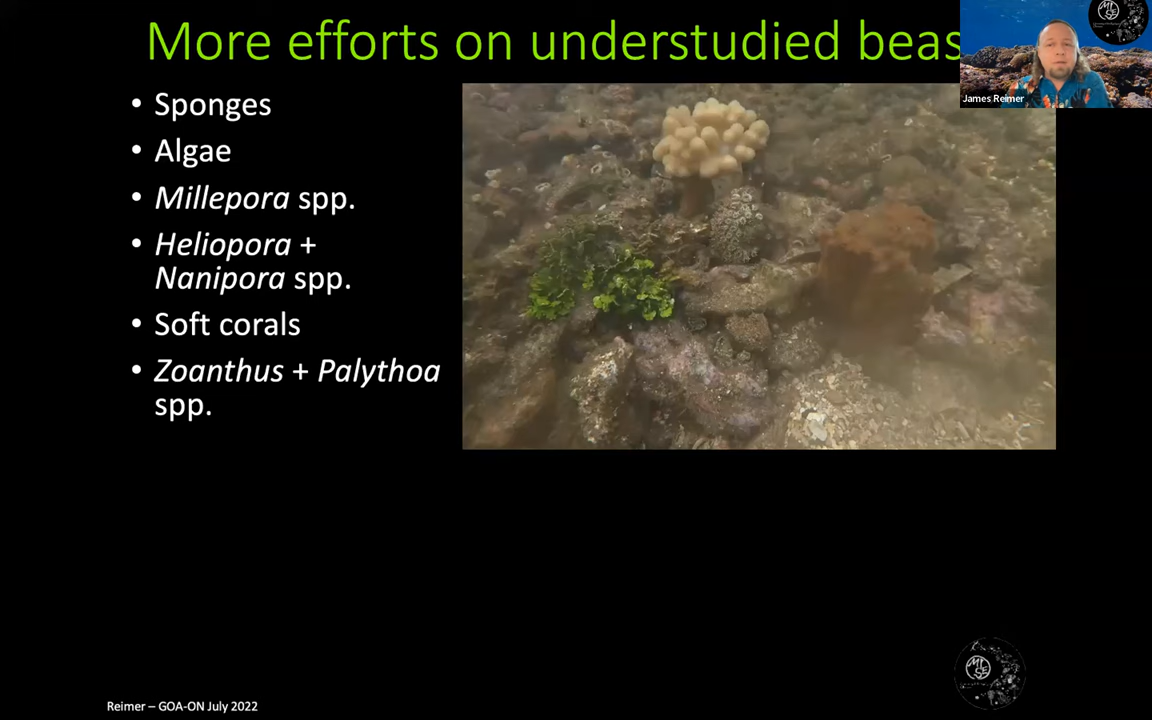 More efforts on understudied beas
James Reimer
• Sponges
• Algae
• Millepora spp.
• Heliopora +
Nanipora spp.
• Soft corals
• Zoanthus + Palythoa
spp.
MISE
Reimer – GOA-ON July 2022